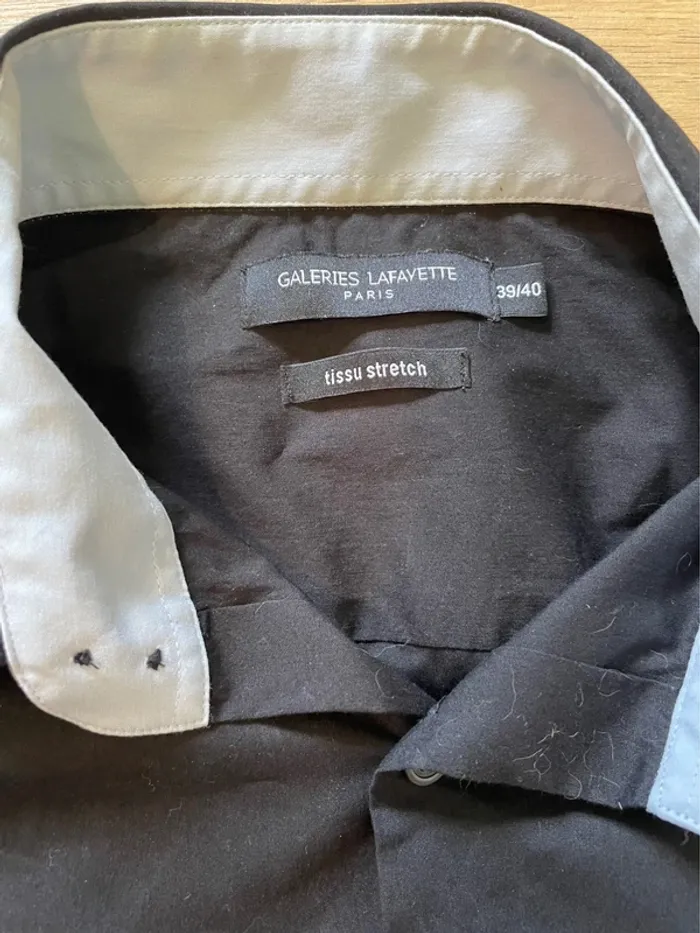 GALERIES LAFAYETTE
PARIS
39/40
tissu stretch